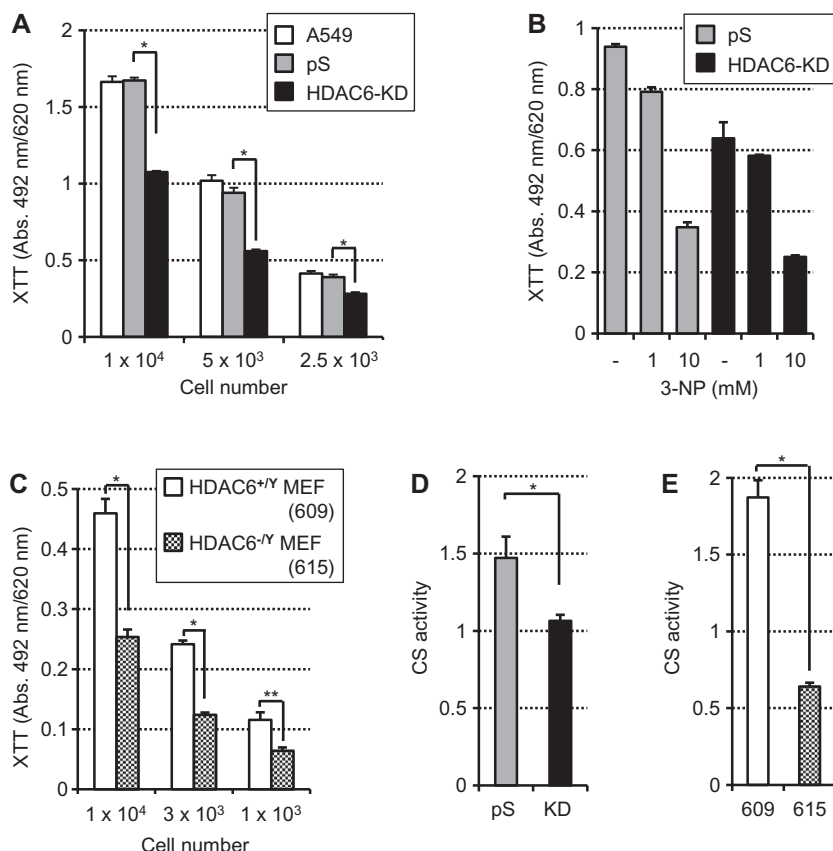 A
XTT (Abs. 492 nm/620 nm)
2
1.5
1
0.5
0
*
*
*
A549
pS
HDAC6-KD
1 x 10⁴
5 x 10³
2.5 x 10³
Cell number
B
XTT (Abs. 492 nm/620 nm)
1
0.8
0.6
0.4
0.2
0
pS
HDAC6-KD
- 1 10 - 1 10
3-NP (mM)
C
XTT (Abs. 492 nm/620 nm)
0.5
0.4
0.3
0.2
0.1
0
*
*
**
HDAC6⁺/ʸ MEF
(609)
HDAC6⁻/ʸ MEF
(615)
1 x 10⁴
3 x 10³
1 x 10³
Cell number
D
CS activity
2
1.5
1
0.5
0
*
pS KD
E
CS activity
2
1.5
1
0.5
0
*
609 615